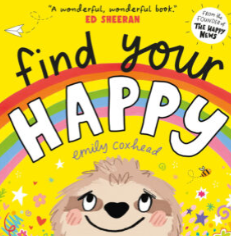 "A wonderful, wonderful book."
ED SHEERAN
From the
FOUNDER of
THE HAPPY
NEWS
find your
HAPPY
emily coxhead